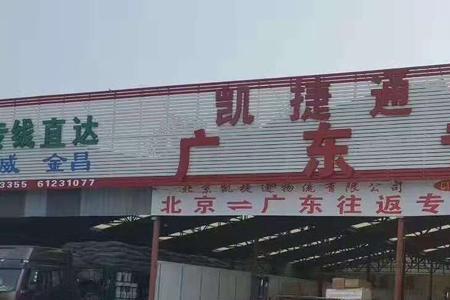 凯捷通
专线直达
广东
威 金昌
3355 61231077
北京凯捷通物流有限公司
北京⇌广东往返专